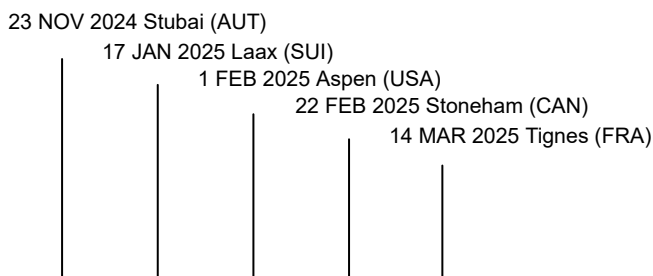 23 NOV 2024 Stubai (AUT)
17 JAN 2025 Laax (SUI)
1 FEB 2025 Aspen (USA)
22 FEB 2025 Stoneham (CAN)
14 MAR 2025 Tignes (FRA)